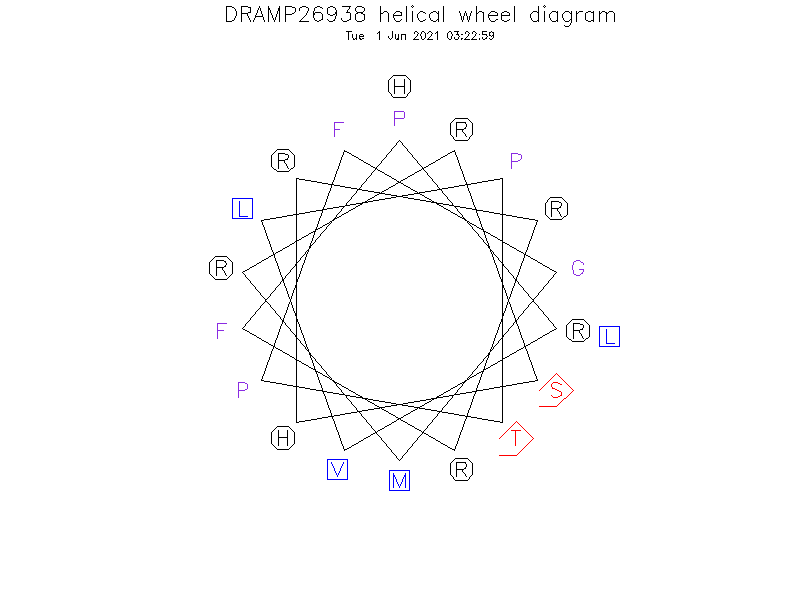 DRAMP26938 helical wheel diagram
Tue 1 Jun 2021 03:22:59
H
F P R
R P
L R
R G
F R L
P S
H T
V M R